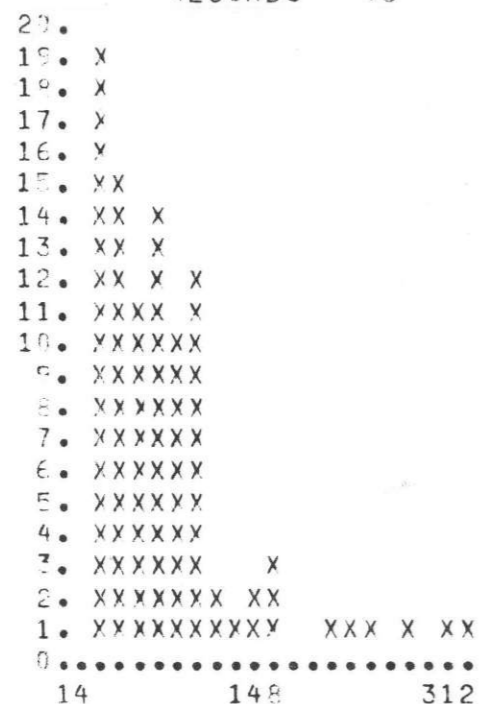 20.
19. X
18. X
17. X
16. X
15. XX
14. XX X
13. XX X
12. XX X X
11. XXXX X
10. XXXXXX
9. XXXXXX
8. XXXXXX
7. XXXXXX
6. XXXXXX
5. XXXXXX
4. XXXXXX
3. XXXXXX X
2. XXXXXXX XX
1. XXXXXXXXXX XXX X XX
0.......................
14 148 312